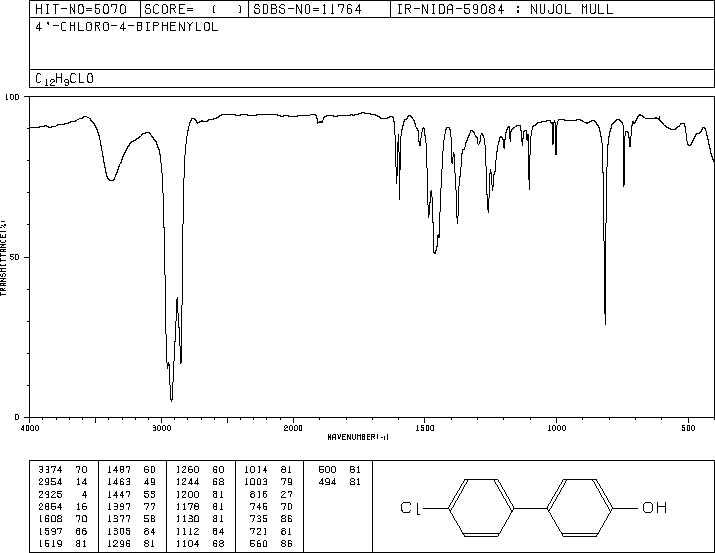 HIT-NO=5070 SCORE= ( ) SDBS-NO=11764 IR-NIDA-59084 : NUJOL MULL
4'-CHLORO-4-BIPHENYLOL
C12H9CLO
100
50
0
TRANSMITTANCE(%)
4000 3000 2000 1500 1000 500
WAVENUMBER(-1)
3374 70 1487 60 1260 60 1014 81 500 81
2954 14 1463 49 1244 68 1003 79 494 81
2925 4 1447 53 1200 81 816 27
2854 16 1397 77 1178 81 746 70
1608 70 1377 58 1130 81 735 86
1597 66 1305 84 1112 84 721 81
1519 81 1296 81 1104 68 560 86
Cl OH